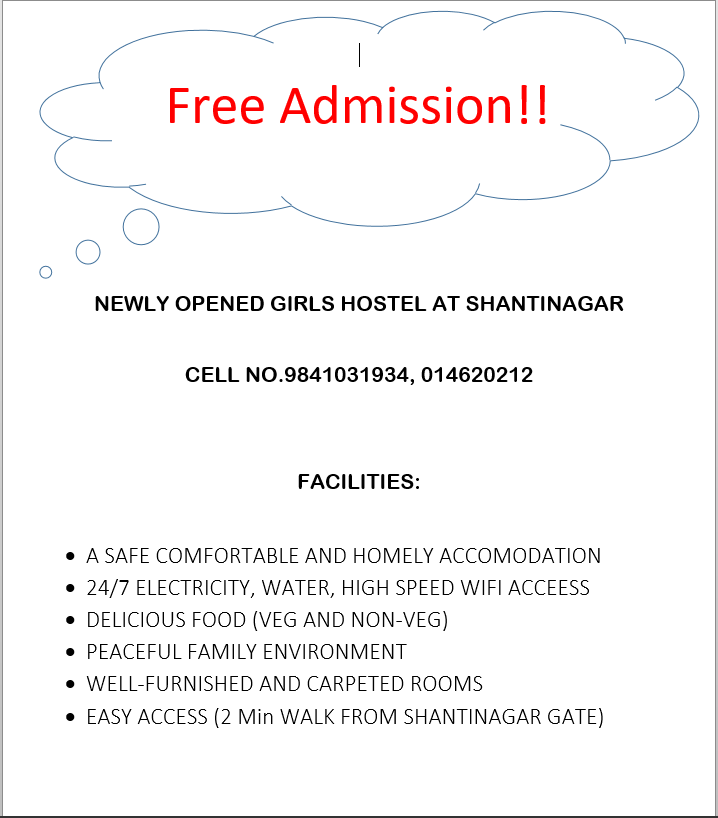 Free Admission!!
NEWLY OPENED GIRLS HOSTEL AT SHANTINAGAR
CELL NO.9841031934, 014620212
FACILITIES:
• A SAFE COMFORTABLE AND HOMELY ACCOMODATION
• 24/7 ELECTRICITY, WATER, HIGH SPEED WIFI ACCEESS
• DELICIOUS FOOD (VEG AND NON-VEG)
• PEACEFUL FAMILY ENVIRONMENT
• WELL-FURNISHED AND CARPETED ROOMS
• EASY ACCESS (2 Min WALK FROM SHANTINAGAR GATE)